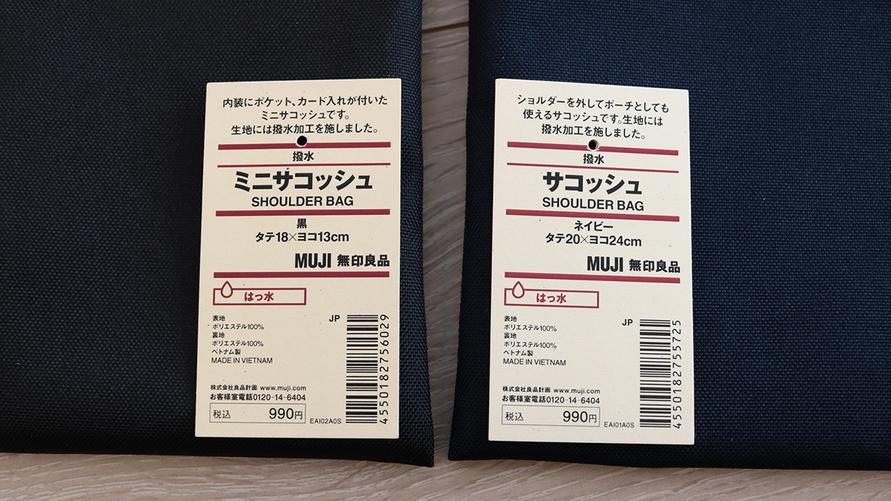 内装にポケット、カード入れが付いた
ミニサコッシュです。
生地には撥水加工を施しました。
撥水
ミニサコッシュ
SHOULDER BAG
黒
タテ18×ヨコ13cm
MUJI 無印良品
はっ水
JP
表地
ポリエステル100%
裏地
ポリエステル100%
ベトナム製
MADE IN VIETNAM
株式会社良品計画 www.muji.com
お客様室電話0120-14-6404
税込 990円
EAI02A0S
4550182756029
ショルダーを外してポーチとしても
使えるサコッシュです。生地には
撥水加工を施しました。
撥水
サコッシュ
SHOULDER BAG
ネイビー
タテ20×ヨコ24cm
MUJI 無印良品
はっ水
JP
表地
ポリエステル100%
裏地
ポリエステル100%
ベトナム製
MADE IN VIETNAM
株式会社良品計画 www.muji.com
お客様室電話0120-14-6404
税込 990円
EAI01A0S
4550182755725